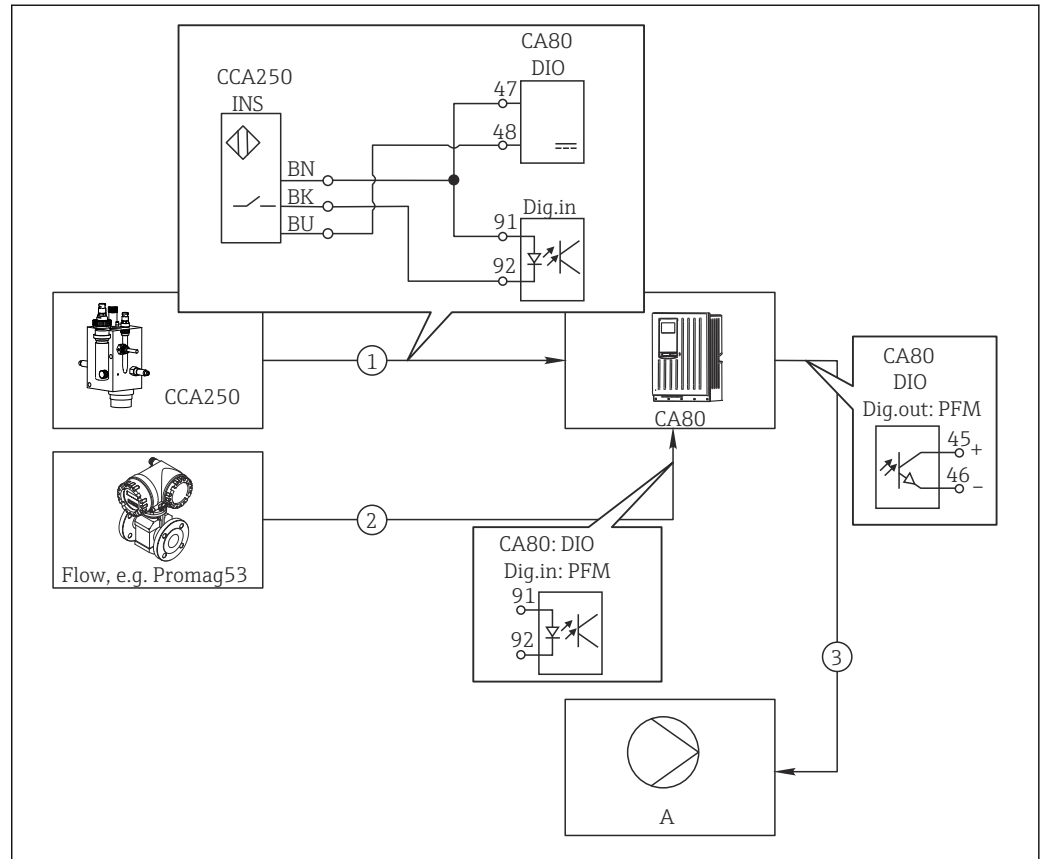 CCA250
INS
BN
BK
BU
CA80
DIO
47
48
Dig.in
91
92
CCA250
1
CA80
CA80
DIO
Dig.out: PFM
45
+
46
–
Flow, e.g. Promag53
2
CA80: DIO
Dig.in: PFM
91
92
3
A